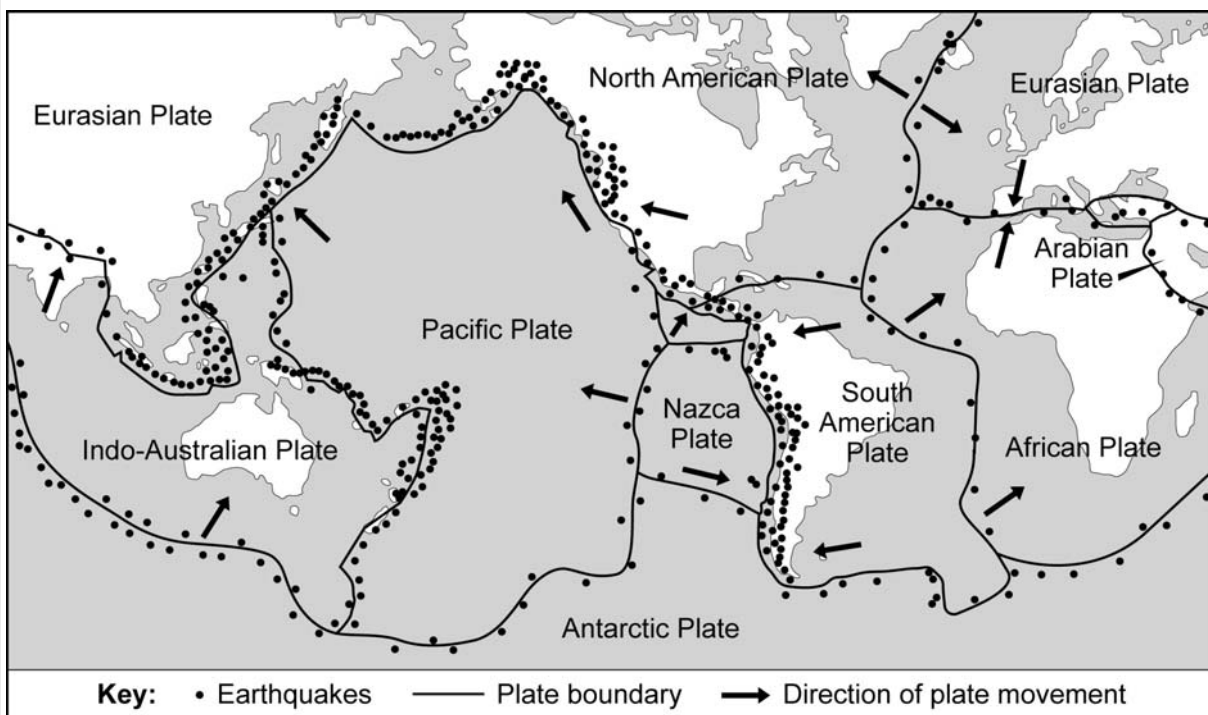 North American Plate
Eurasian Plate
Eurasian Plate
Arabian
Plate
Pacific Plate
Nazca
Plate
South
American
Plate
Indo-Australian Plate
African Plate
Antarctic Plate
Key: Earthquakes Plate boundary Direction of plate movement